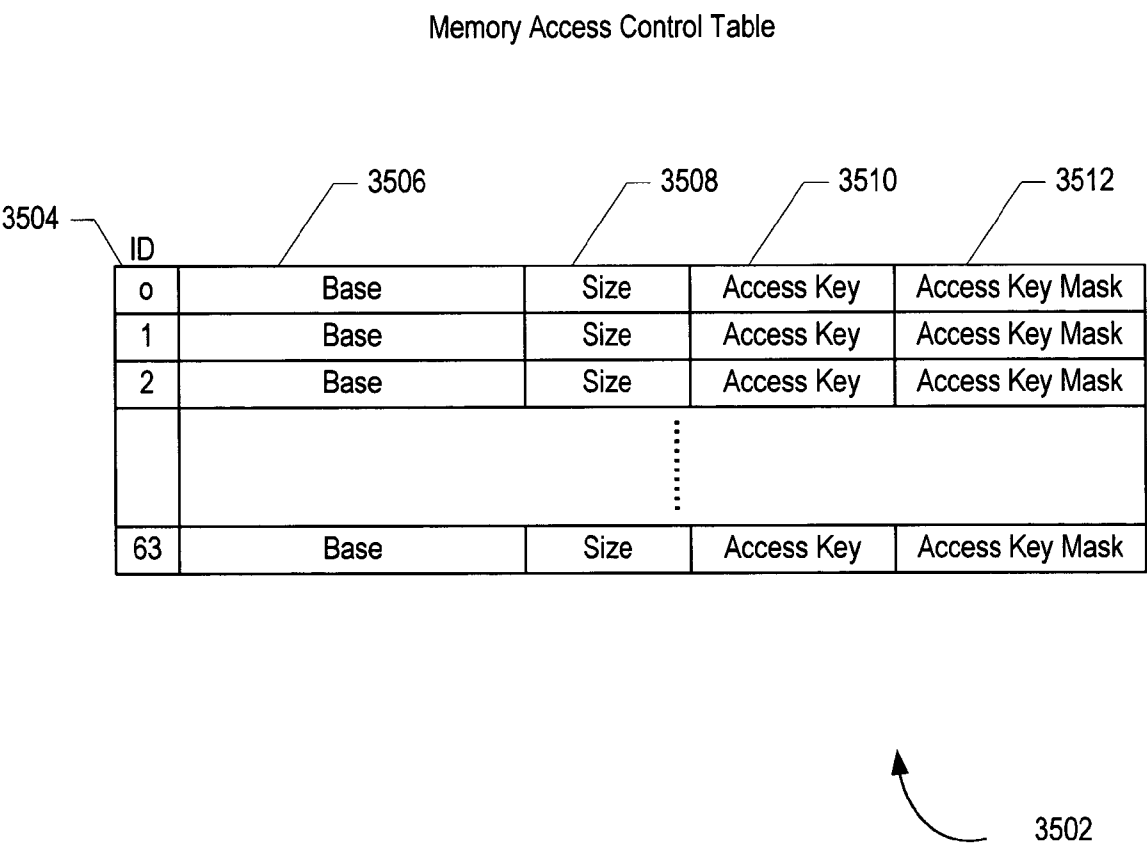 Memory Access Control Table
3506 3508 3510 3512
3504
ID
o Base Size Access Key Access Key Mask
1 Base Size Access Key Access Key Mask
2 Base Size Access Key Access Key Mask
63 Base Size Access Key Access Key Mask
3502